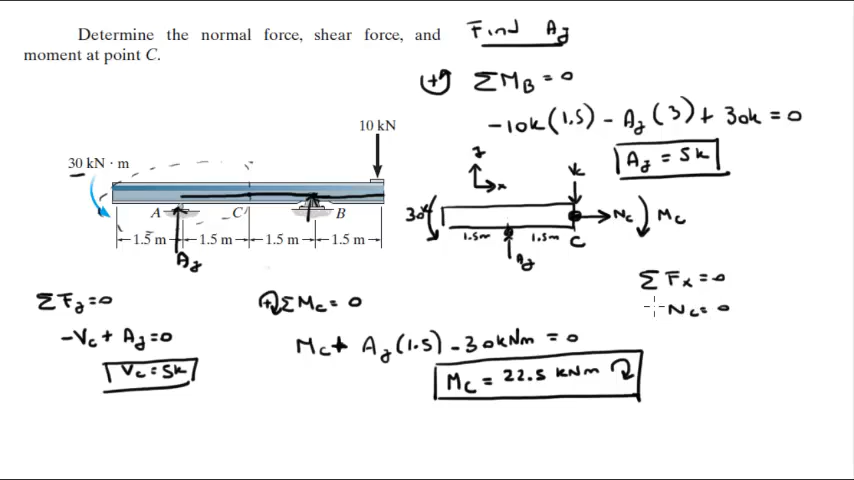 Determine the normal force, shear force, and
moment at point C.
Find Ay
(+ ΣM_B = 0
-10k(1.5) - Ay(3) + 30k = 0
Ay = 5k
10 kN
30 kN · m
A
C
B
1.5 m
1.5 m
1.5 m
1.5 m
Ay
y
x
Vc
30k
Nc
Mc
1.5m
1.5m
C
Ay
ΣFx = 0
Nc = 0
ΣFy = 0
-Vc + Ay = 0
Vc = 5k
+ΣMc = 0
Mc + Ay(1.5) - 30kNm = 0
Mc = 22.5 kNm